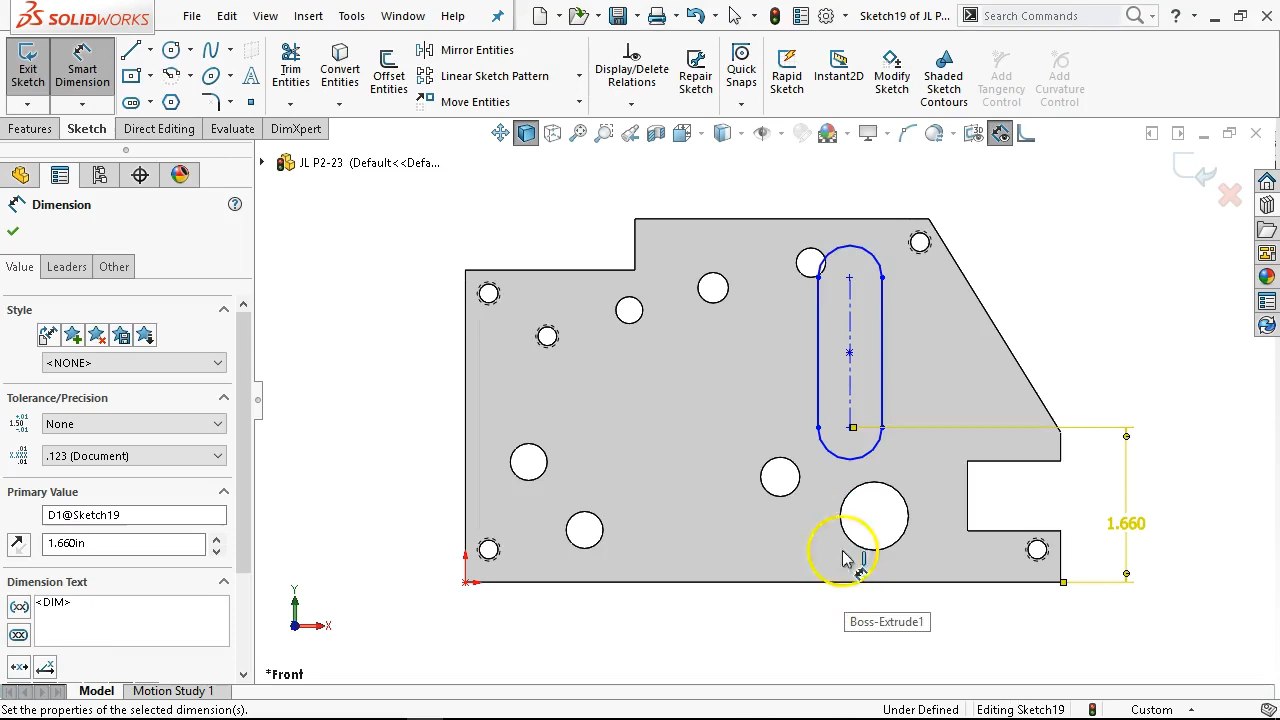 SOLIDWORKS
File
Edit
View
Insert
Tools
Window
Help
Sketch19 of JL P...
Search Commands
?
Exit Sketch
Smart Dimension
Trim Entities
Convert Entities
Offset Entities
Mirror Entities
Linear Sketch Pattern
Move Entities
Display/Delete Relations
Repair Sketch
Quick Snaps
Rapid Sketch
Instant2D
Modify Sketch
Shaded Sketch Contours
Add Tangency Control
Add Curvature Control
Features
Sketch
Direct Editing
Evaluate
DimXpert
JL P2-23 (Default<<Defa...
Dimension
?
Value
Leaders
Other
Style
<NONE>
Tolerance/Precision
None
.123 (Document)
Primary Value
D1@Sketch19
1.660in
Dimension Text
<DIM>
1.660
Boss-Extrude1
Y
X
*Front
Model
Motion Study 1
Set the properties of the selected dimension(s).
Under Defined
Editing Sketch19
Custom